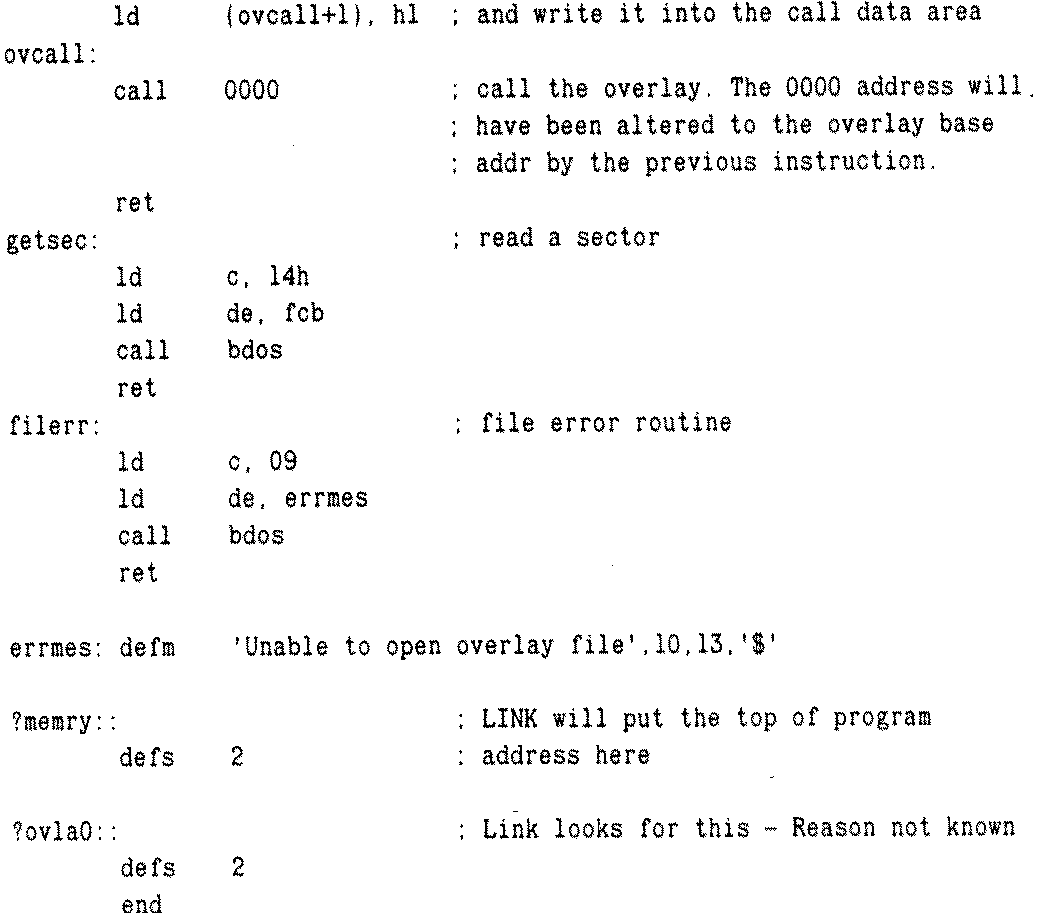 ld (ovcall+1), hl ; and write it into the call data area
ovcall:
call 0000 ; call the overlay. The 0000 address will
; have been altered to the overlay base
; addr by the previous instruction.
ret
getsec: ; read a sector
ld c, 14h
ld de, fcb
call bdos
ret
filerr: ; file error routine
ld c, 09
ld de, errmes
call bdos
ret
errmes: defm 'Unable to open overlay file',10,13,'$'
?memry:: ; LINK will put the top of program
defs 2 ; address here
?ovla0:: ; Link looks for this – Reason not known
defs 2
end